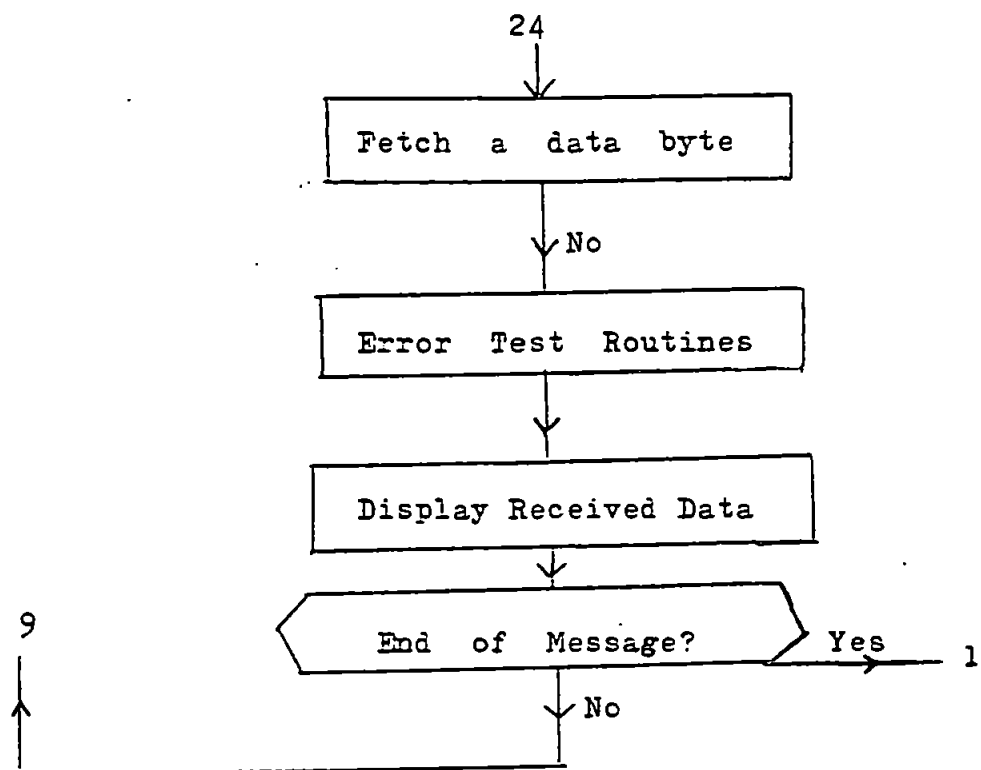 24
Fetch a data byte
No
Error Test Routines
Display Received Data
9
End of Message?
Yes
1
No